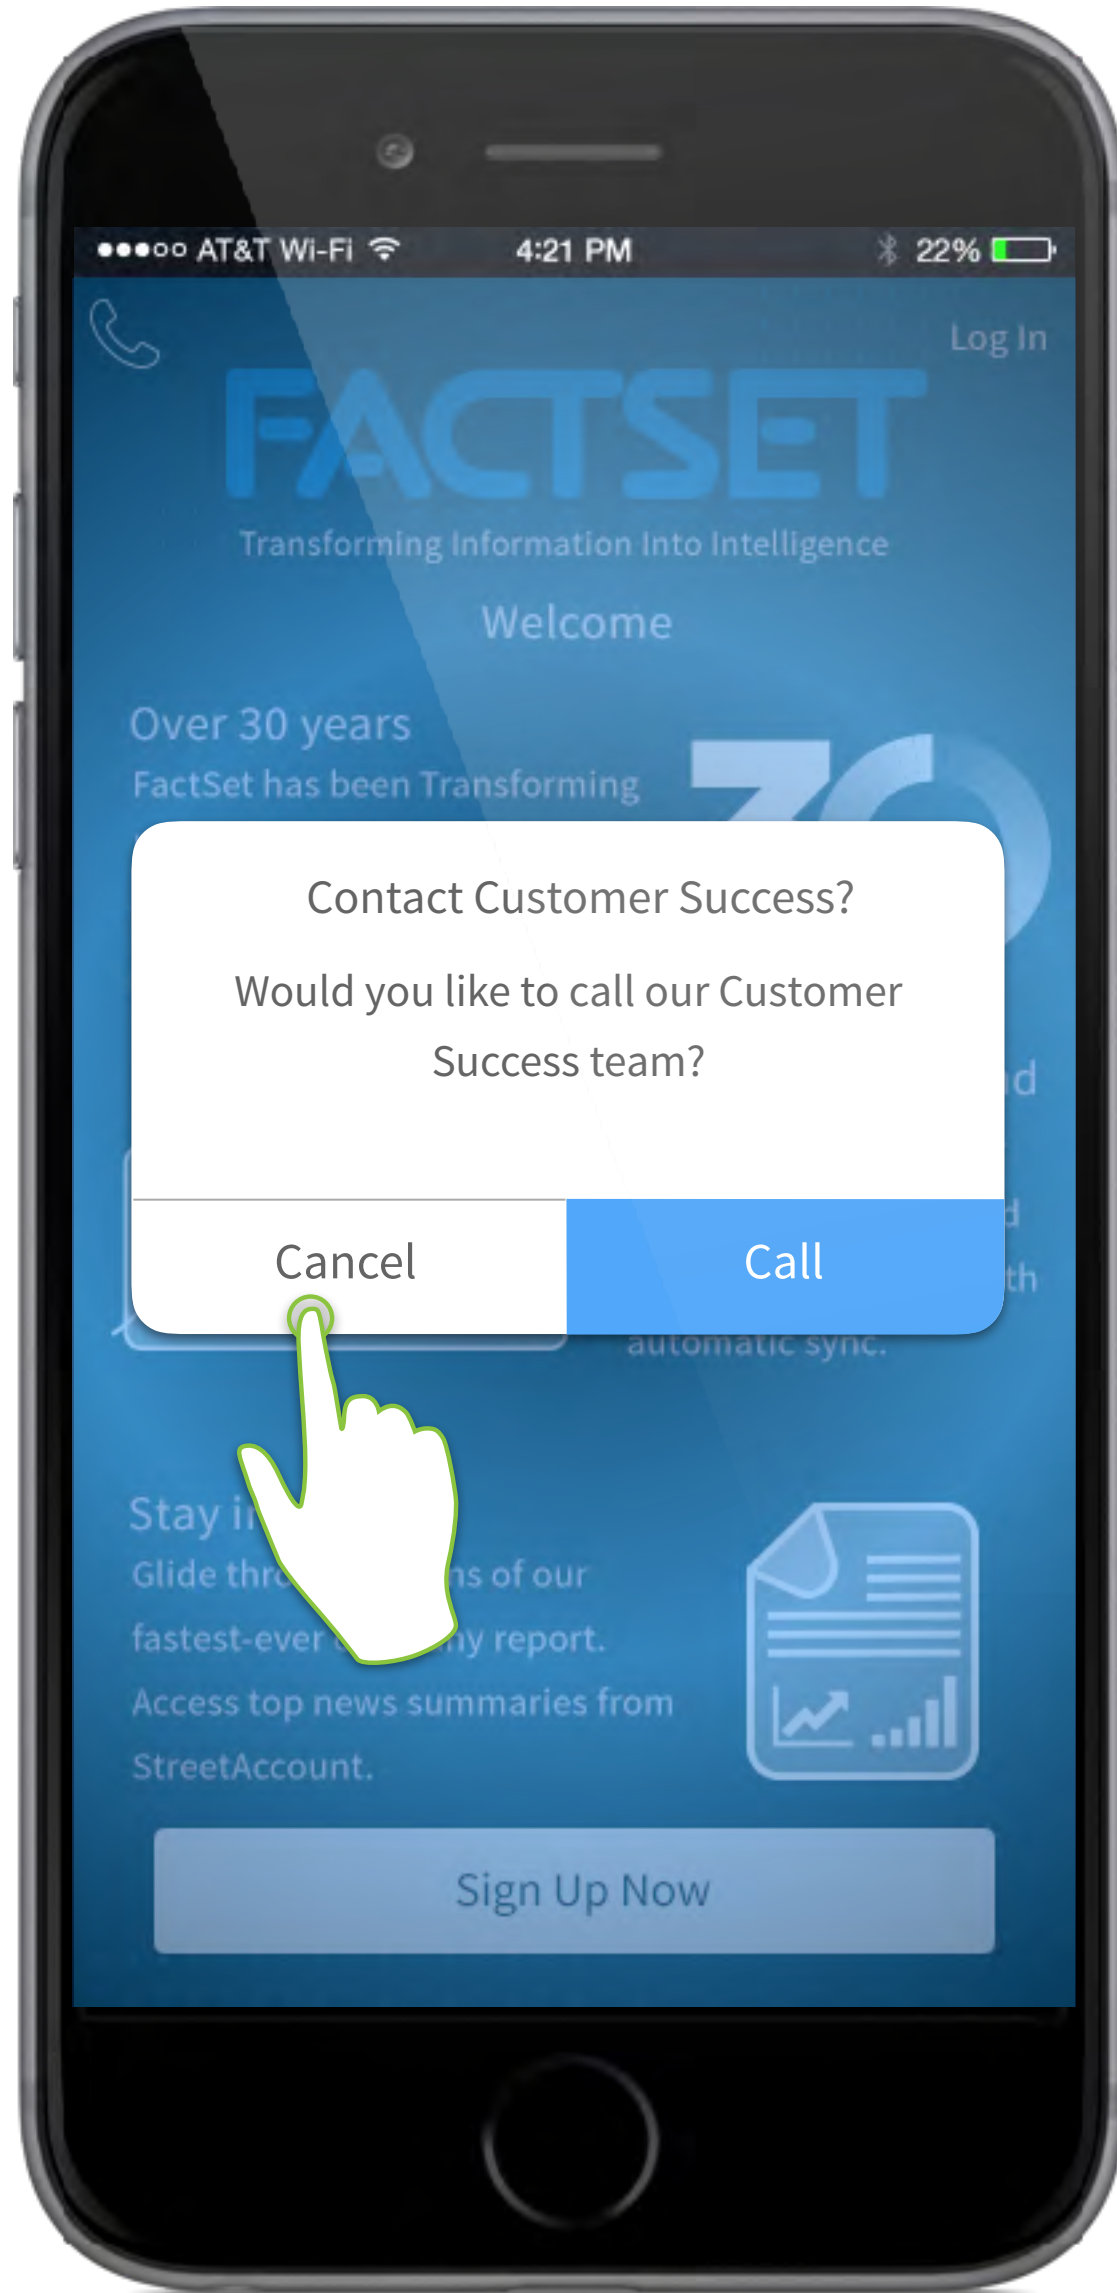 AT&T Wi-Fi 4:21 PM 22%
Log In
FACTSET
Transforming Information Into Intelligence
Welcome
Over 30 years
FactSet has been Transforming
30
Contact Customer Success?
Would you like to call our Customer
Success team?
Cancel Call
automatic sync.
Stay
Glide of our
fastest-ever report.
Access top news summaries from
StreetAccount.
Sign Up Now